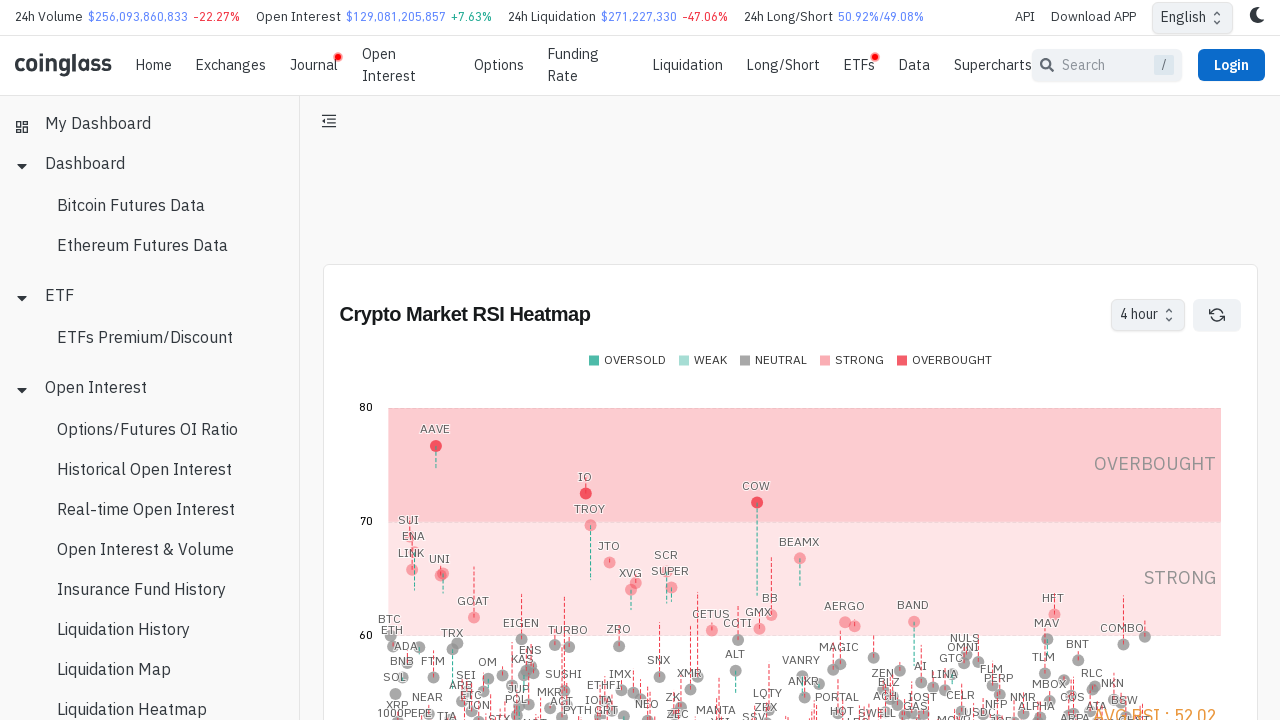 24h Volume $256,093,860,833 -22.27% Open Interest $129,081,205,857 +7.63% 24h Liquidation $271,227,330 -47.06% 24h Long/Short 50.92%/49.08% API Download APP English
coinglass Home Exchanges Journal Open Interest Options Funding Rate Liquidation Long/Short ETFs Data Supercharts Search / Login
My Dashboard
Dashboard
Bitcoin Futures Data
Ethereum Futures Data
ETF
ETFs Premium/Discount
Open Interest
Options/Futures OI Ratio
Historical Open Interest
Real-time Open Interest
Open Interest & Volume
Insurance Fund History
Liquidation History
Liquidation Map
Liquidation Heatmap
Crypto Market RSI Heatmap 4 hour
OVERSOLD WEAK NEUTRAL STRONG OVERBOUGHT
80
AAVE
OVERBOUGHT
IO
COW
TROY
70
SUI
ENA
BEAMX
JTO
LINK
UNI
SCR
XVG
SUPER
STRONG
GOAT
BB
HFT
AERGO
BAND
CETUS
GMX
BTC
EIGEN
COTI
MAV
ETH
TRX
TURBO
ZRO
COMBO
60
ADA
ENS
MAGIC
NULS
OMNI
BNT
BNB
FTM
OM
KAS
SNX
ALT
VANRY
AI
GTC
TLM
SOL
SEI
SUSHI
IMX
XMR
ZEN
LINA
FLM
PERP
RLC
ARB
JUP
MKR
ETHFI
ANKR
BLZ
MBOX
NKN
XRP
NEAR
ETC
TON
POL
ACT
IOTA
NEO
ZK
LQTY
PORTAL
ACH
IOST
CELR
NMR
COS
BSW
1000PEPE
TIA
PYTH
GRT
ZEC
MANTA
ZRX
HOT
SWELL
GAS
USDC
NFP
ALPHA
ATA
AVG RSI : 52.02